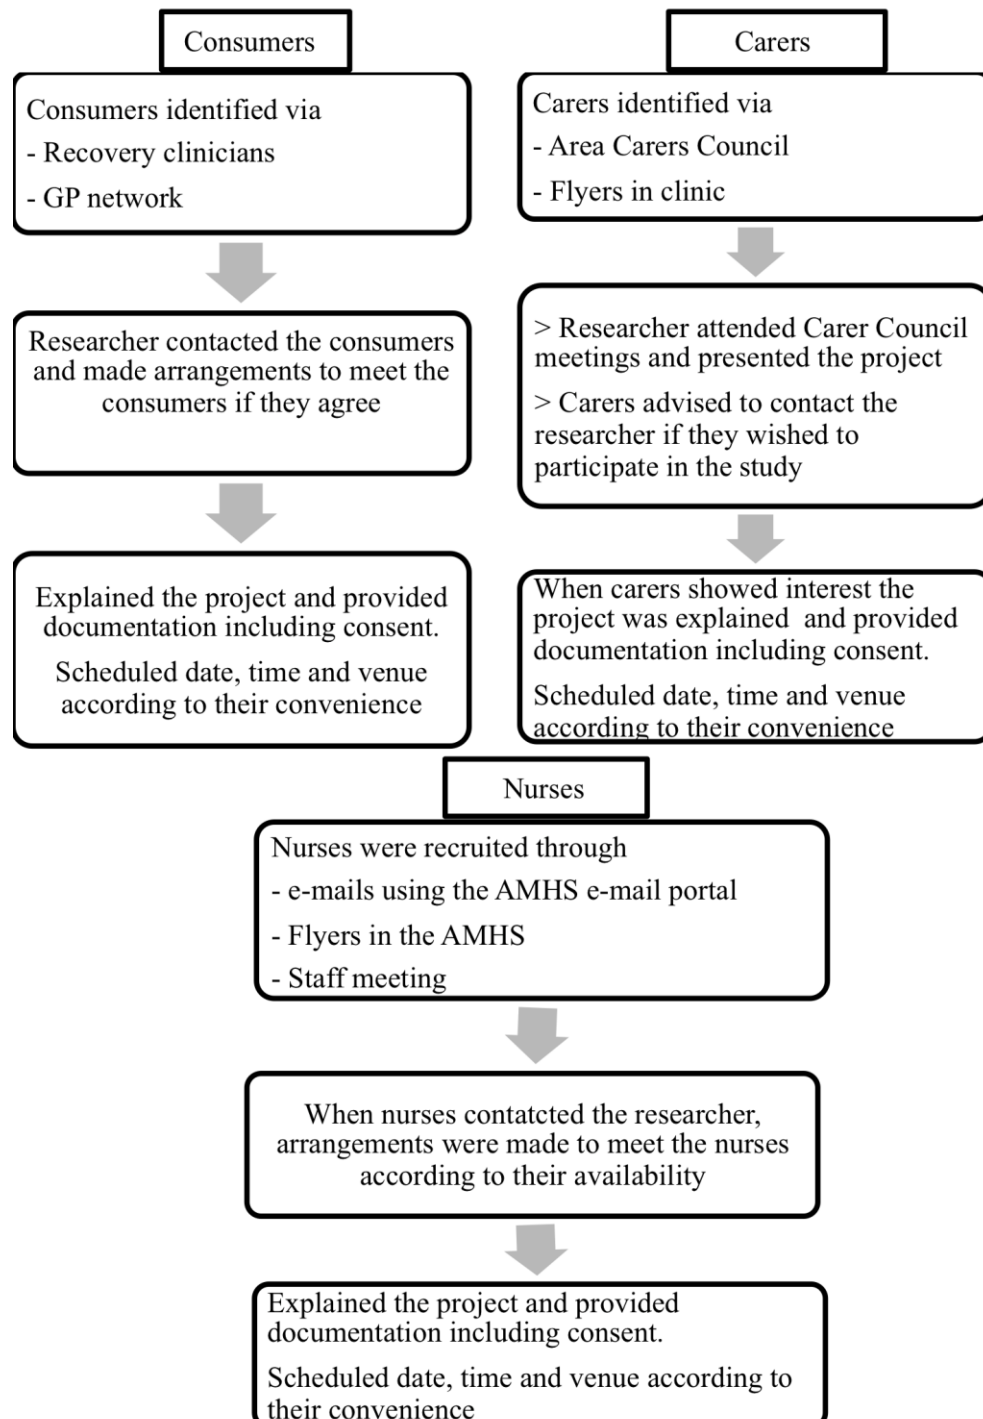 Consumers
Consumers identified via
- Recovery clinicians
- GP network
Researcher contacted the consumers
and made arrangements to meet the
consumers if they agree
Explained the project and provided
documentation including consent.
Scheduled date, time and venue
according to their convenience
Carers
Carers identified via
- Area Carers Council
- Flyers in clinic
> Researcher attended Carer Council
meetings and presented the project
> Carers advised to contact the
researcher if they wished to
participate in the study
When carers showed interest the
project was explained and provided
documentation including consent.
Scheduled date, time and venue
according to their convenience
Nurses
Nurses were recruited through
- e-mails using the AMHS e-mail portal
- Flyers in the AMHS
- Staff meeting
When nurses contatcted the researcher,
arrangements were made to meet the nurses
according to their availability
Explained the project and provided
documentation including consent.
Scheduled date, time and venue according to
their convenience